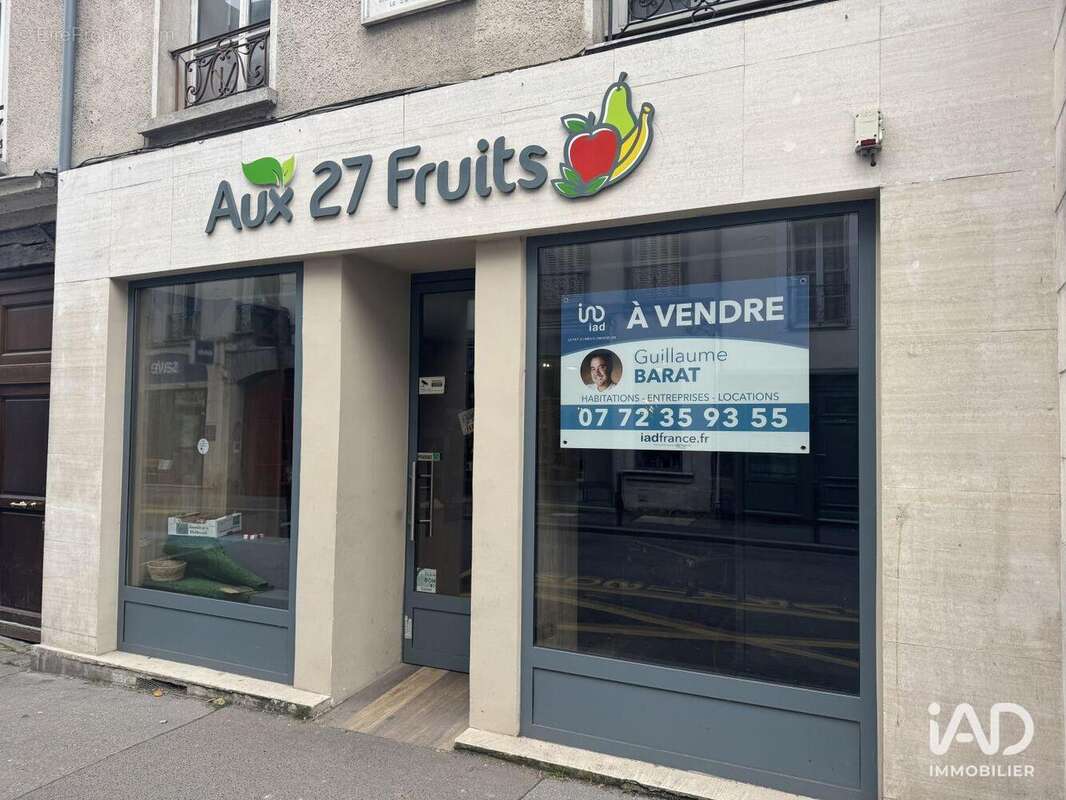 Aux 27 Fruits
iad
À VENDRE
Guillaume
BARAT
HABITATIONS - ENTREPRISES - LOCATIONS
07 72 35 93 55
iadfrance.fr
iAD
IMMOBILIER